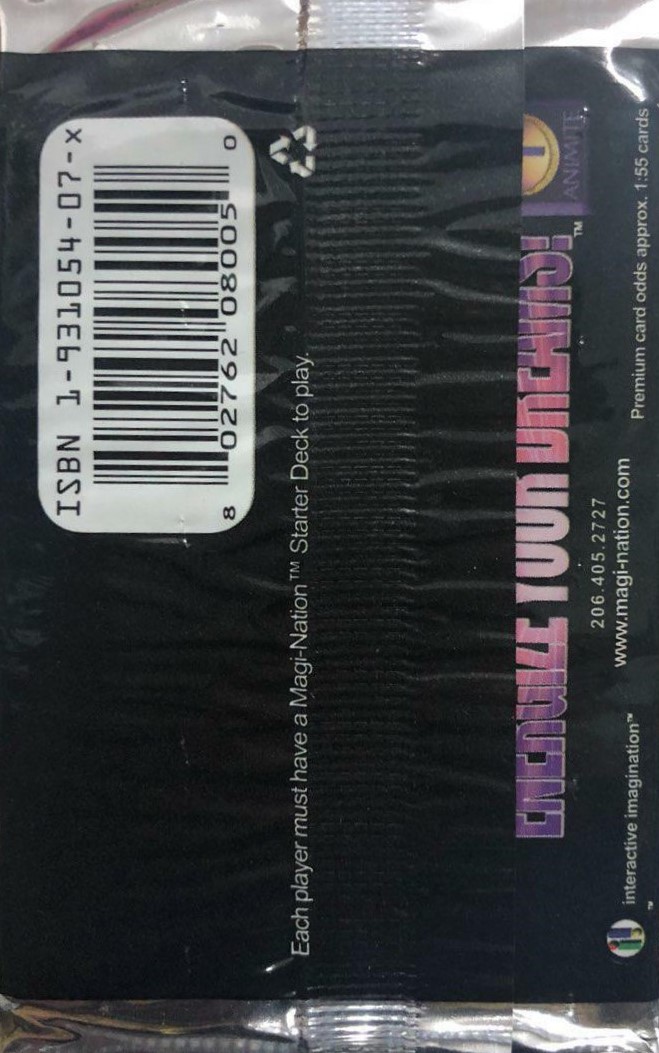 ISBN 1-931054-07-X
8 02762 08005 0
Each player must have a Magi-Nation™ Starter Deck to play.
ENERGIZE YOUR DREAMS!™
1
ANIMITE
206.405.2727
www.magi-nation.com
interactive imagination™
Premium card odds approx. 1:55 cards
™